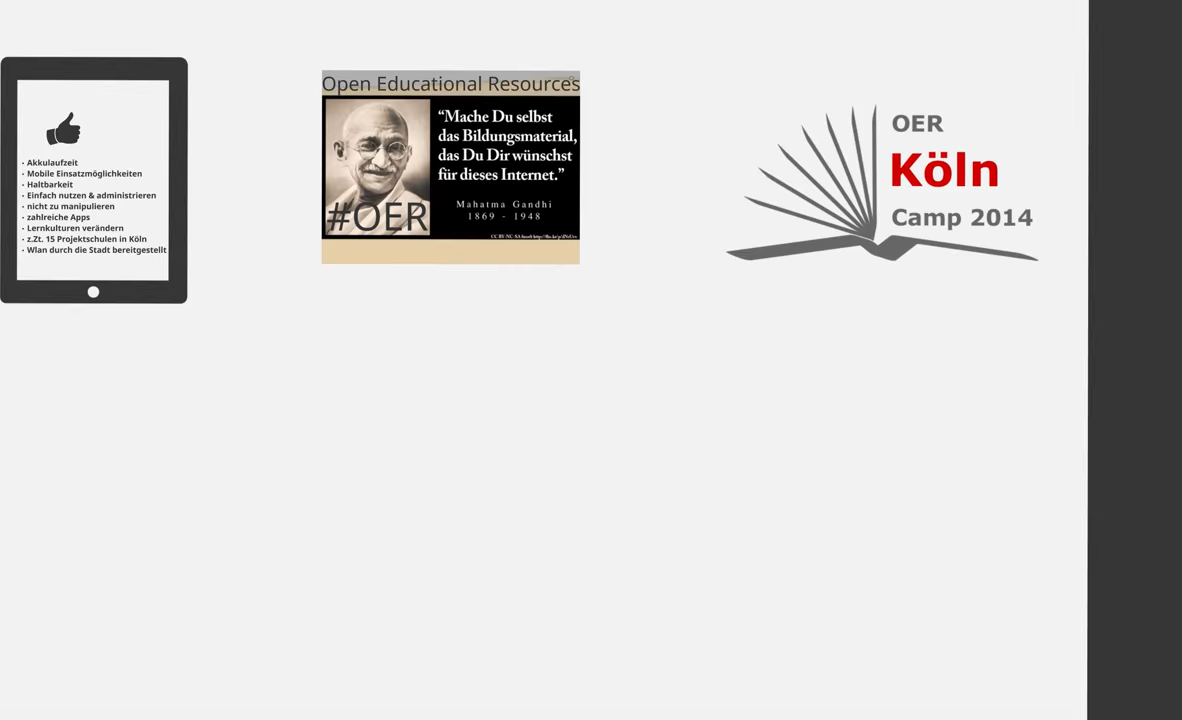 · Akkulaufzeit
· Mobile Einsatzmöglichkeiten
· Haltbarkeit
· Einfach nutzen & administrieren
· nicht zu manipulieren
· zahlreiche Apps
· Lernkulturen verändern
· z.Zt. 15 Projektschulen in Köln
· Wlan durch die Stadt bereitgestellt
Open Educational Resources
“Mache Du selbst
das Bildungsmaterial,
das Du Dir wünschst
für dieses Internet.”
Mahatma Gandhi
1869 - 1948
#OER
OER
Köln
Camp 2014